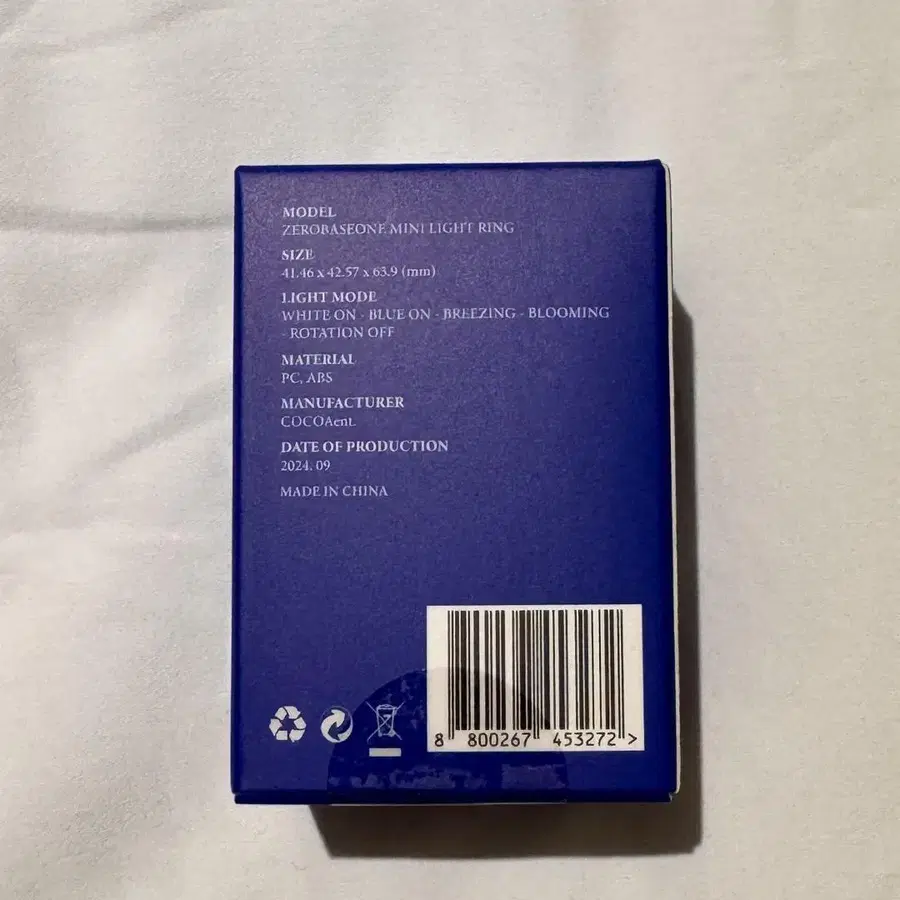 MODEL
ZEROBASEONE MINI LIGHT RING
SIZE
41.46 x 42.57 x 63.9 (mm)
LIGHT MODE
WHITE ON - BLUE ON - BREEZING - BLOOMING
- ROTATION OFF
MATERIAL
PC, ABS
MANUFACTURER
COCOAent.
DATE OF PRODUCTION
2024. 09
MADE IN CHINA
8 800267 453272 >